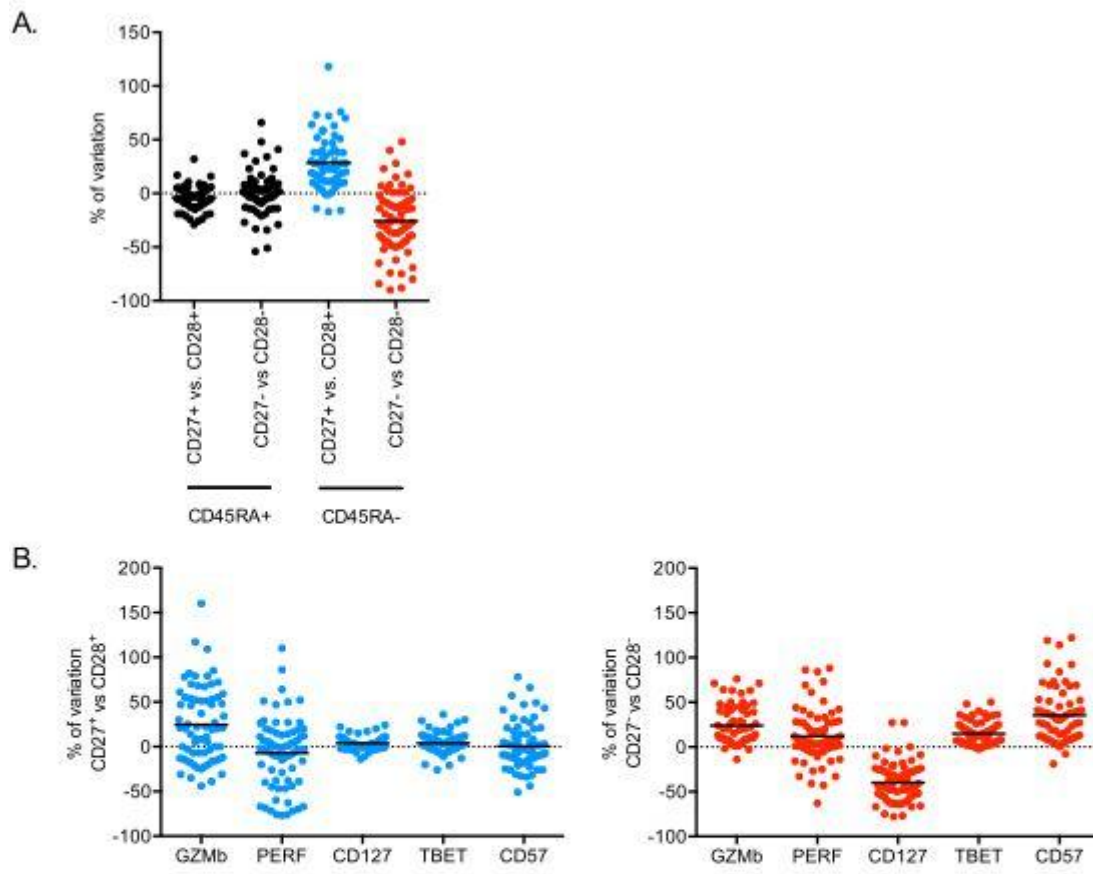 A.
% of variation
150
100
50
0
-50
-100
CD27+ vs. CD28+
CD27- vs CD28-
CD27+ vs. CD28+
CD27- vs CD28-
CD45RA+ CD45RA-
B.
% of variation
CD27⁺ vs CD28⁺
200
150
100
50
0
-50
-100
GZMb PERF CD127 TBET CD57
% of variation
CD27⁻ vs CD28⁻
200
150
100
50
0
-50
-100
GZMb PERF CD127 TBET CD57